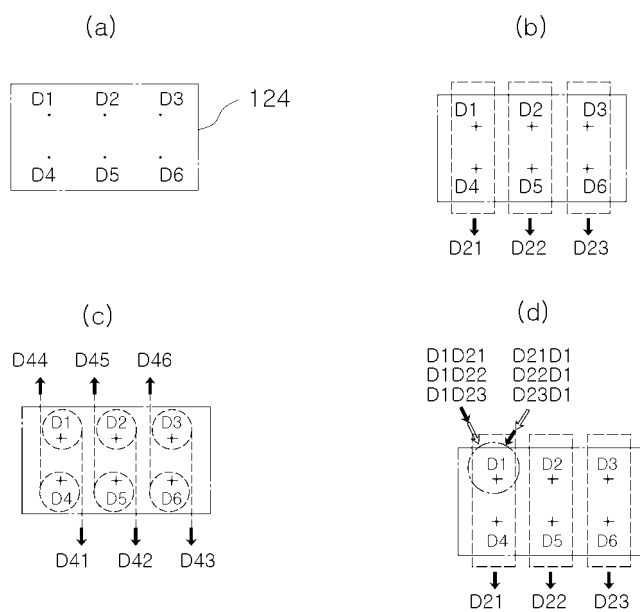 (a)
D1 D2 D3
124
D4 D5 D6
(b)
D1 D2 D3
D4 D5 D6
D21 D22 D23
(c)
D44 D45 D46
D1 D2 D3
D4 D5 D6
D41 D42 D43
(d)
D1D21 D21D1
D1D22 D22D1
D1D23 D23D1
D1 D2 D3
D4 D5 D6
D21 D22 D23